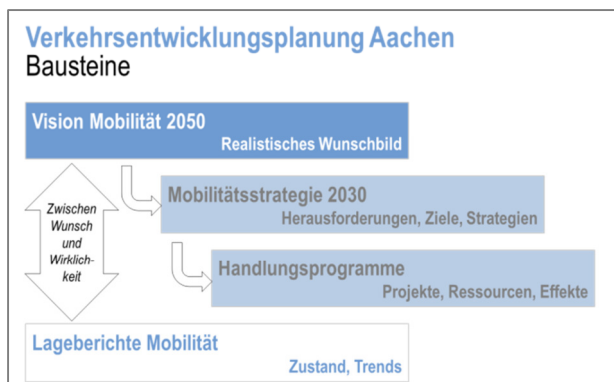 Verkehrsentwicklungsplanung Aachen
Bausteine
Vision Mobilität 2050
Realistisches Wunschbild
Zwischen
Wunsch
und
Wirklich-
keit
Mobilitätsstrategie 2030
Herausforderungen, Ziele, Strategien
Handlungsprogramme
Projekte, Ressourcen, Effekte
Lageberichte Mobilität
Zustand, Trends